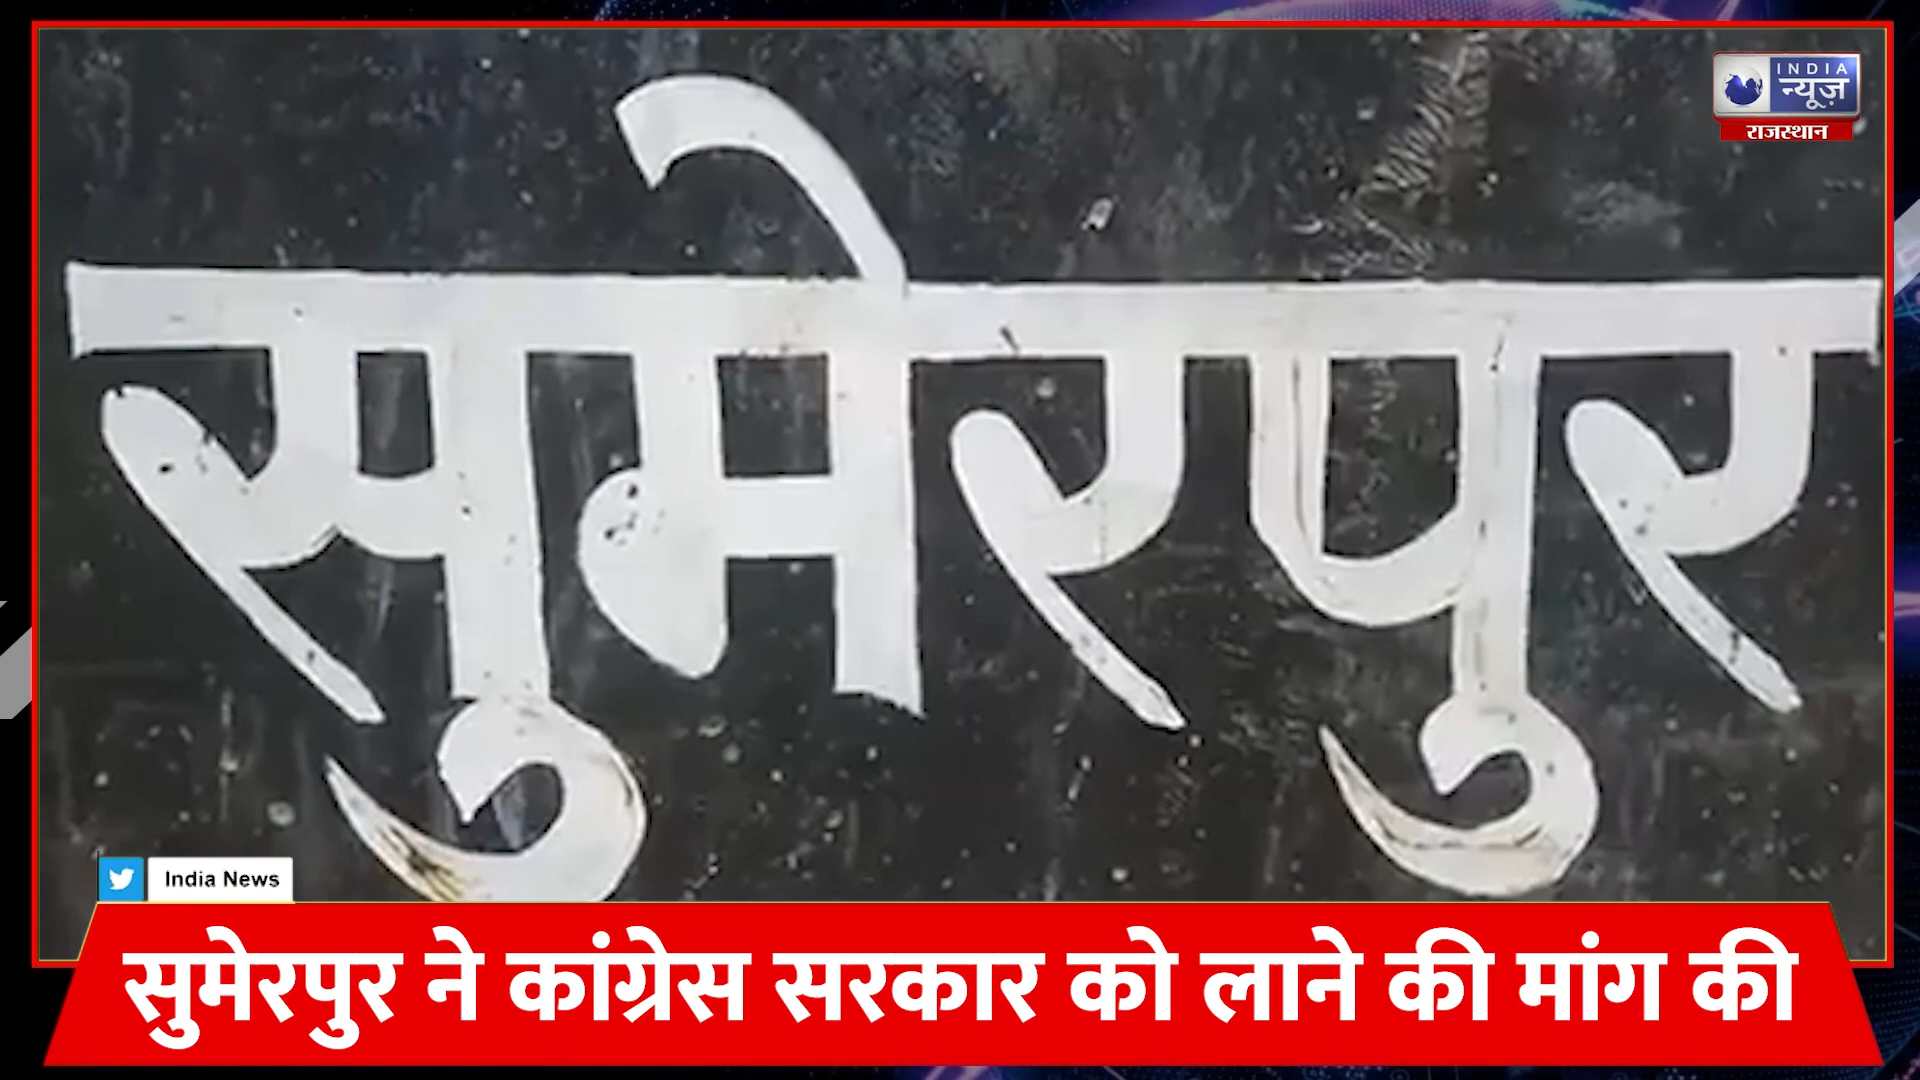 INDIA
न्यूज़
राजस्थान
सुमेरपुर
India News
सुमेरपुर ने कांग्रेस सरकार को लाने की मांग की